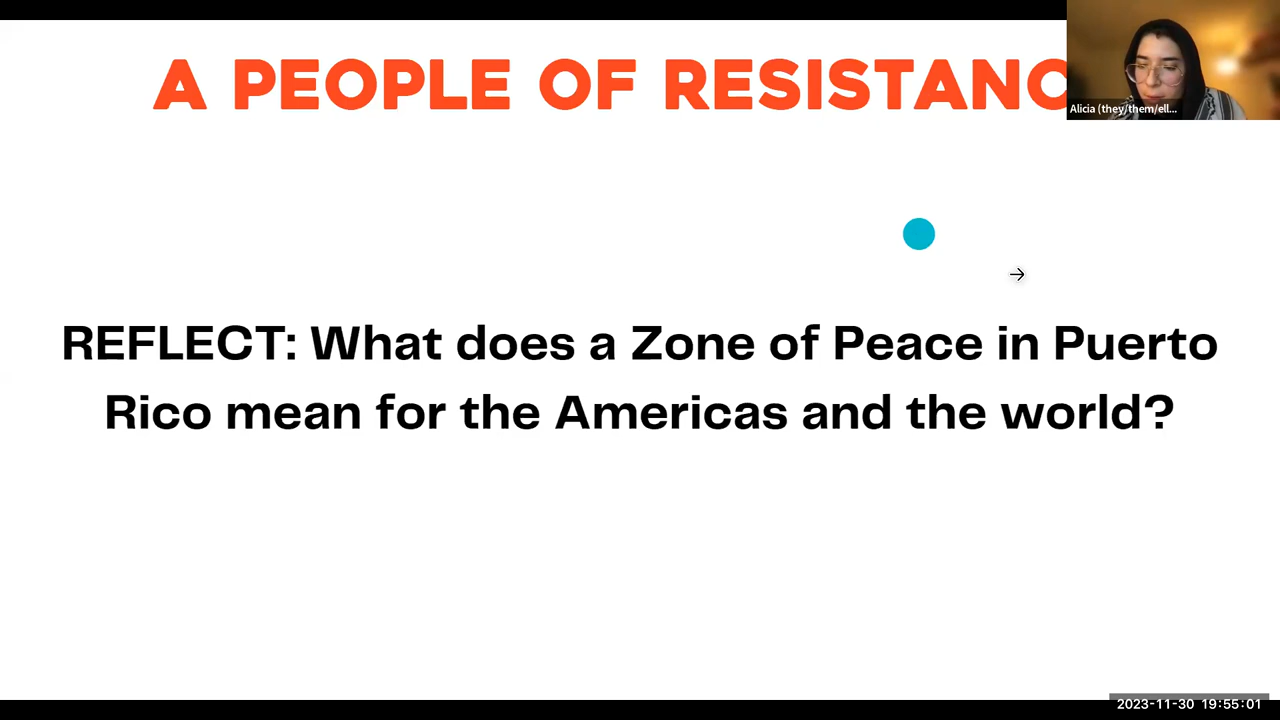 A PEOPLE OF RESISTANC
Alicia (they/them/ell...
REFLECT: What does a Zone of Peace in Puerto
Rico mean for the Americas and the world?
2023-11-30 19:55:01